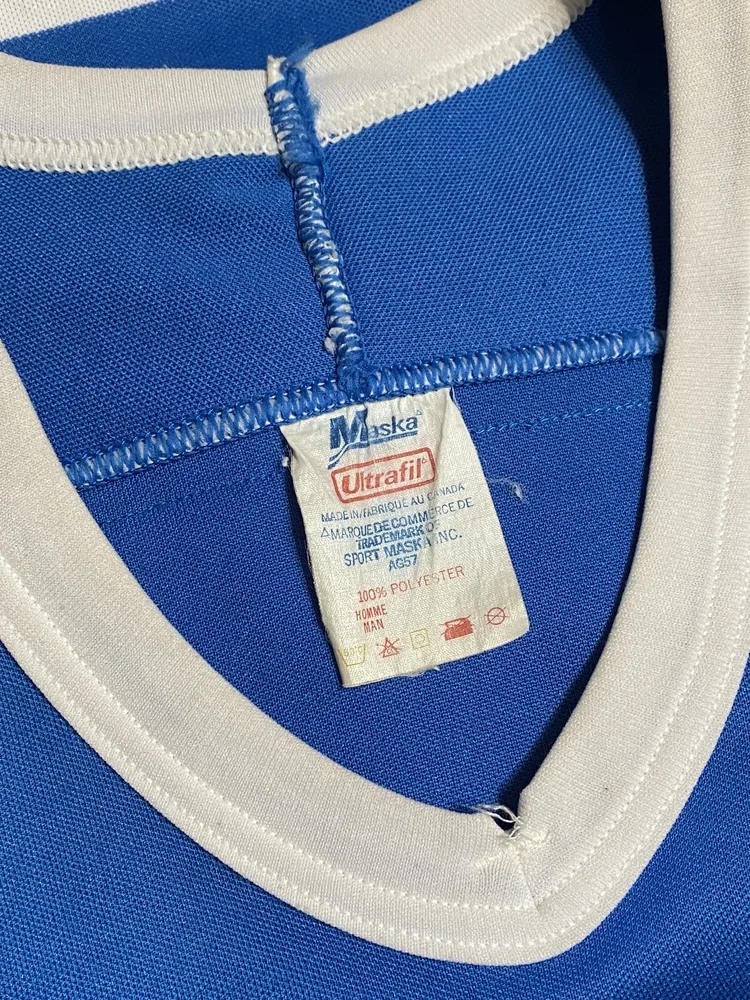 Maska△
Ultrafil△
MADE IN/FABRIQUE AU CANADA
△MARQUE DE COMMERCE DE
TRADEMARK OF
SPORT MASKA INC.
AG57
100% POLYESTER
HOMME
MAN